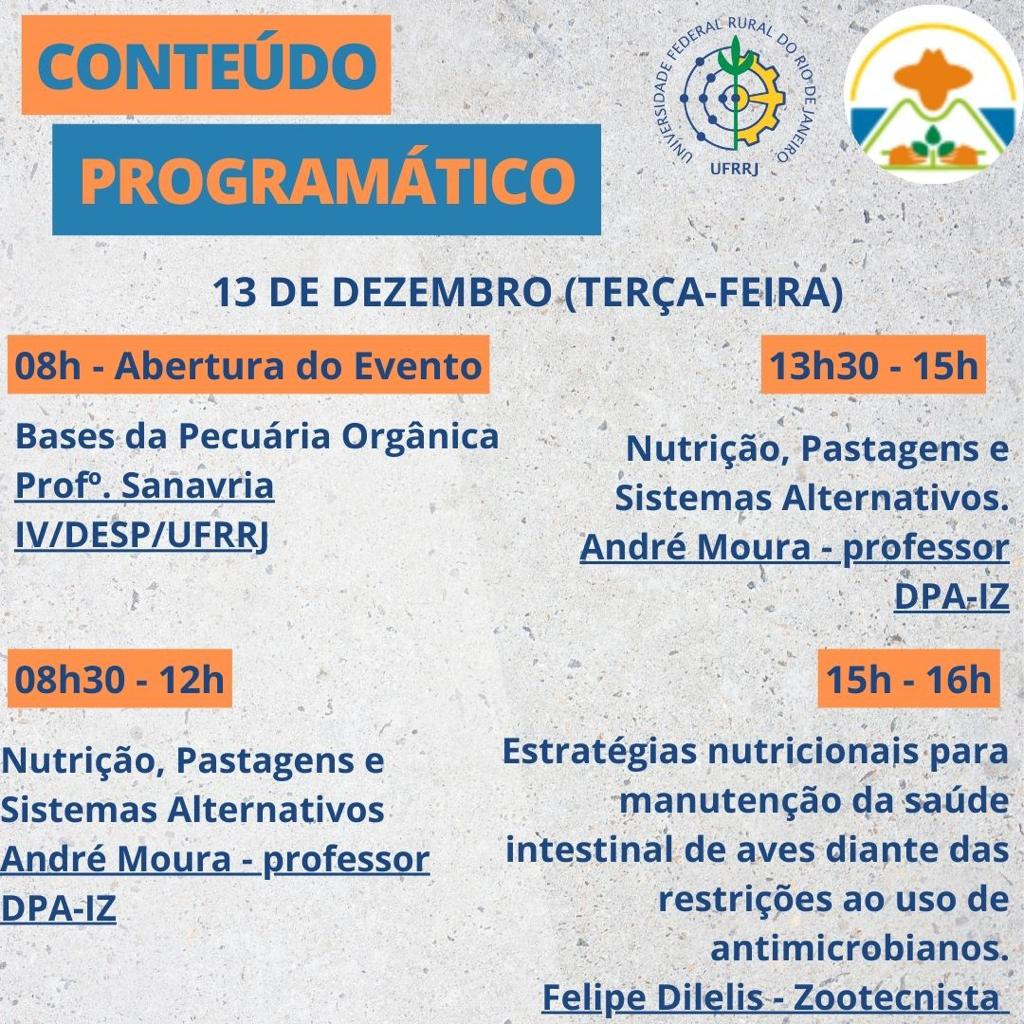 CONTEÚDO
PROGRAMÁTICO
UNIVERSIDADE FEDERAL RURAL DO RIO DE JANEIRO
UFRRJ
13 DE DEZEMBRO (TERÇA-FEIRA)
08h - Abertura do Evento
Bases da Pecuária Orgânica
Profº. Sanavria
IV/DESP/UFRRJ
08h30 - 12h
Nutrição, Pastagens e
Sistemas Alternativos
André Moura - professor
DPA-IZ
13h30 - 15h
Nutrição, Pastagens e
Sistemas Alternativos.
André Moura - professor
DPA-IZ
15h - 16h
Estratégias nutricionais para
manutenção da saúde
intestinal de aves diante das
restrições ao uso de
antimicrobianos.
Felipe Dilelis - Zootecnista